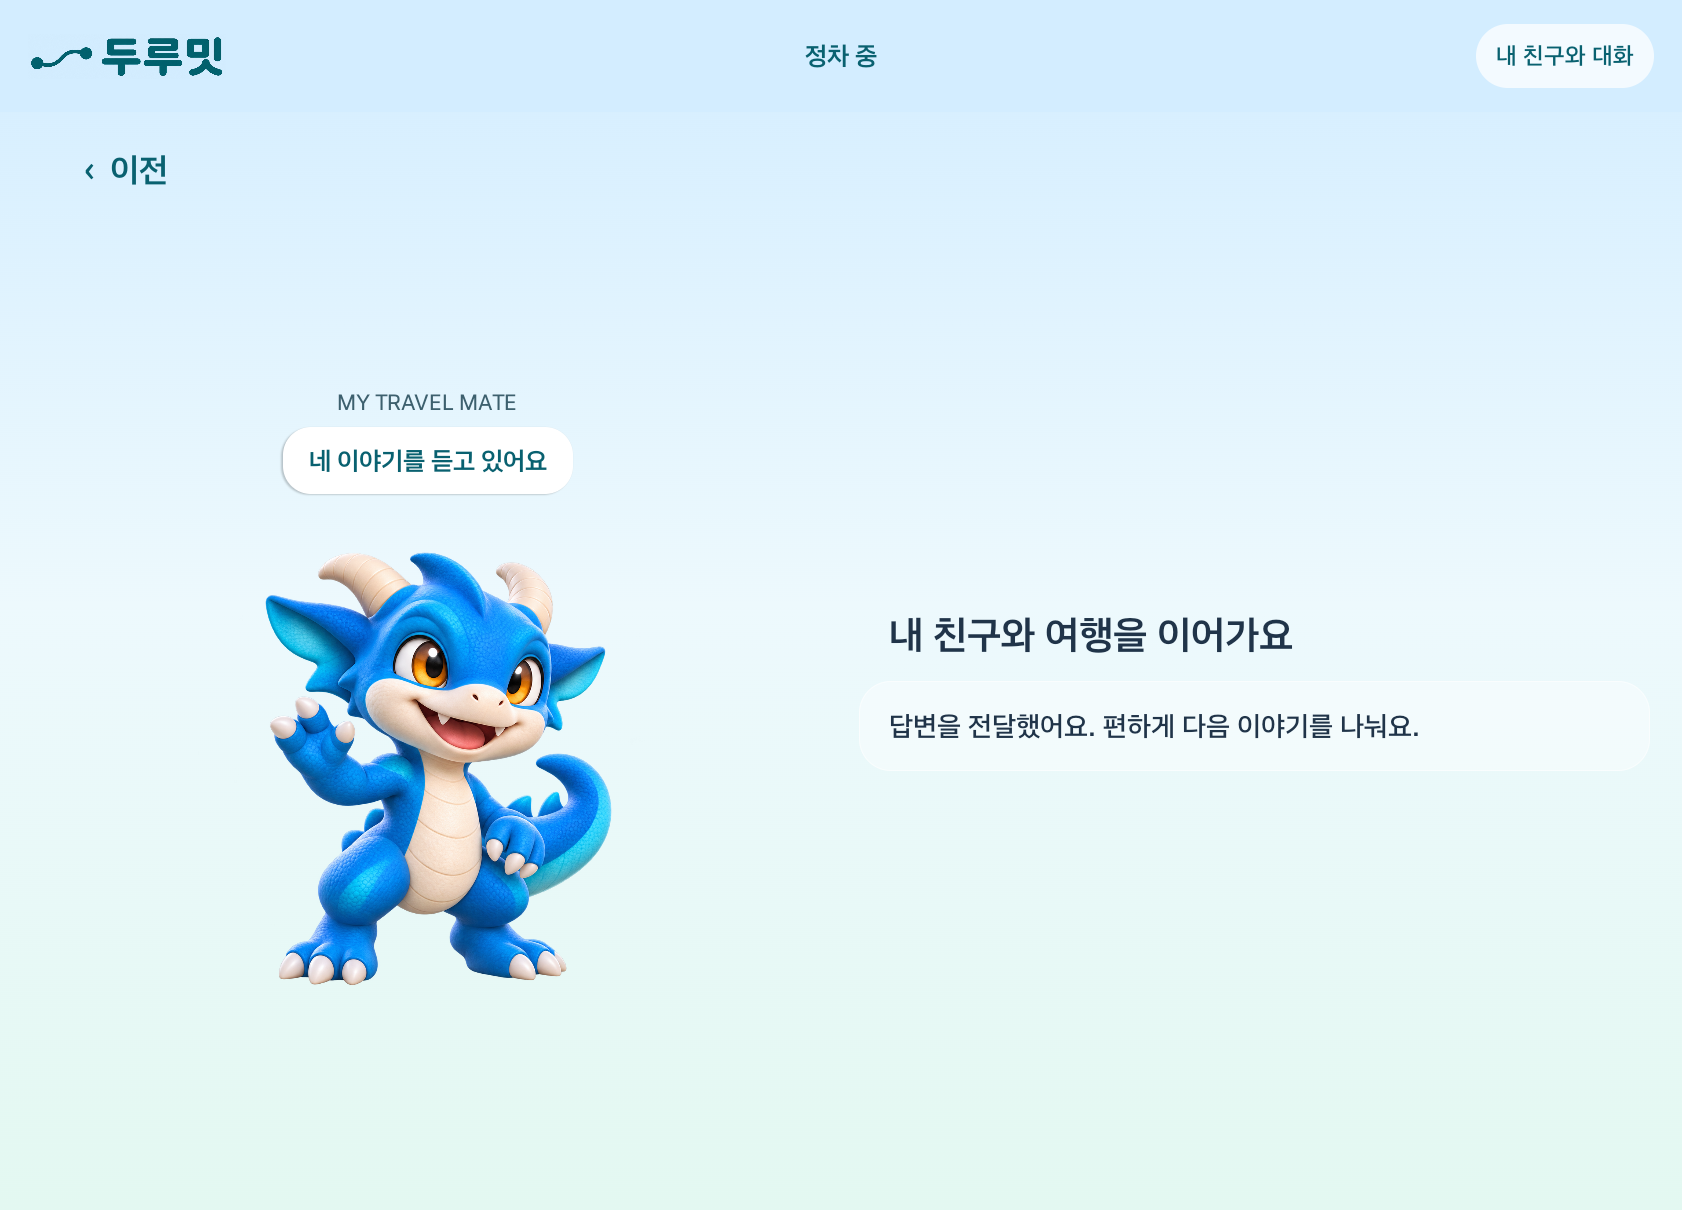 두루밋
정차 중
내 친구와 대화
‹ 이전
MY TRAVEL MATE
네 이야기를 듣고 있어요
내 친구와 여행을 이어가요
답변을 전달했어요. 편하게 다음 이야기를 나눠요.